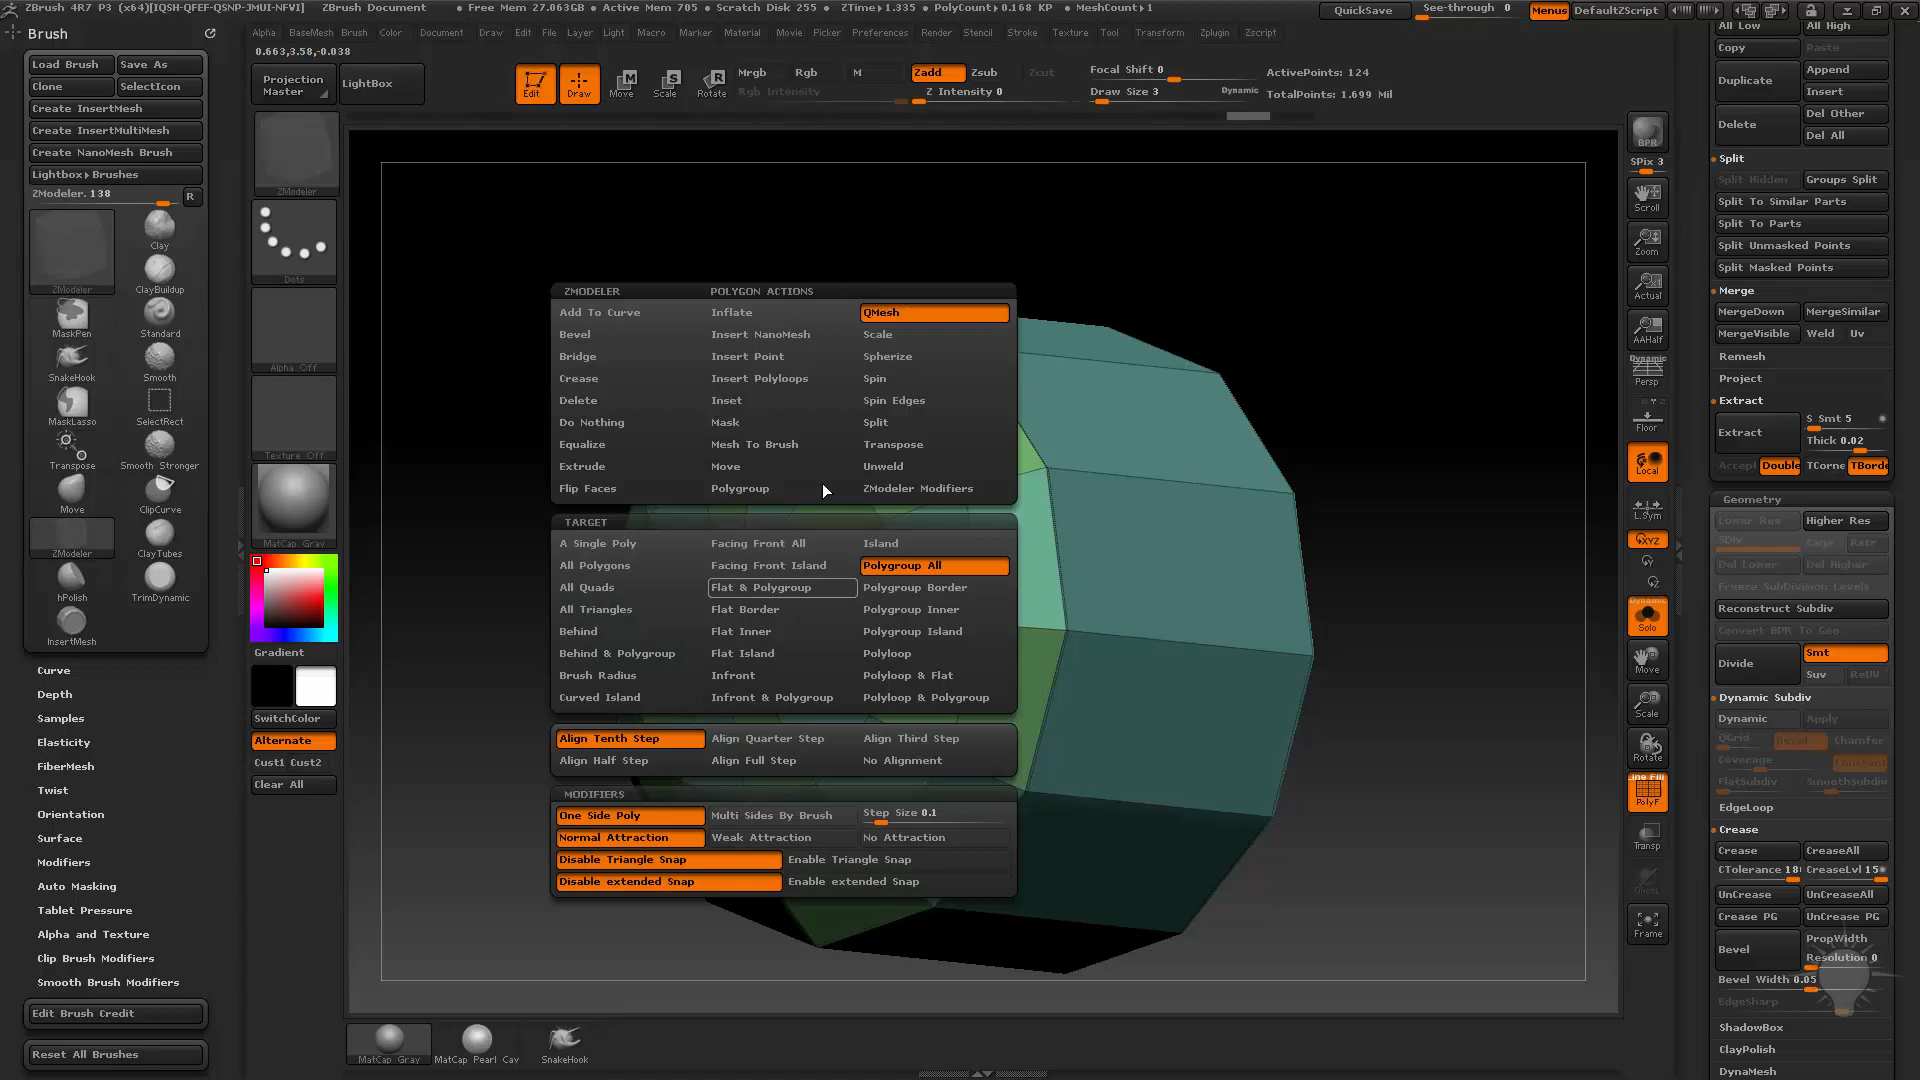 ZBrush 4R7 P3 (x64)[IQSH-QFEF-QSNP-JMUI-NFVI] ZBrush Document • Free Mem 27.063GB • Active Mem 705 • Scratch Disk 255 • ZTime▸1.335 • PolyCount▸0.168 KP • MeshCount▸1 QuickSave See-through 0 Menus DefaultZScript
Alpha BaseMesh Brush Color Document Draw Edit File Layer Light Macro Marker Material Movie Picker Preferences Render Stencil Stroke Texture Tool Transform Zplugin Zscript
0.663,3.58,-0.038
Brush
Load Brush Save As
Clone SelectIcon
Create InsertMesh
Create InsertMultiMesh
Create NanoMesh Brush
Lightbox▸Brushes
ZModeler. 138 R
ZModeler Clay
ClayBuildup
MaskPen Standard
SnakeHook Smooth
MaskLasso SelectRect
Transpose Smooth Stronger
Move ClipCurve
ZModeler ClayTubes
hPolish TrimDynamic
InsertMesh
Curve
Depth
Samples
Elasticity
FiberMesh
Twist
Orientation
Surface
Modifiers
Auto Masking
Tablet Pressure
Alpha and Texture
Clip Brush Modifiers
Smooth Brush Modifiers
Edit Brush Credit
Reset All Brushes
Projection Master
LightBox
Edit Draw Move Scale Rotate
Mrgb Rgb M Zadd Zsub Zcut
Rgb Intensity Z Intensity 0
Focal Shift 0
Draw Size 3 Dynamic
ActivePoints: 124
TotalPoints: 1.699 Mil
ZModeler
Dots
Alpha Off
Texture Off
MatCap Gray
Gradient
SwitchColor
Alternate
Cust1 Cust2
Clear All
ZMODELER POLYGON ACTIONS
Add To Curve Inflate QMesh
Bevel Insert NanoMesh Scale
Bridge Insert Point Spherize
Crease Insert Polyloops Spin
Delete Inset Spin Edges
Do Nothing Mask Split
Equalize Mesh To Brush Transpose
Extrude Move Unweld
Flip Faces Polygroup ZModeler Modifiers
TARGET
A Single Poly Facing Front All Island
All Polygons Facing Front Island Polygroup All
All Quads Flat & Polygroup Polygroup Border
All Triangles Flat Border Polygroup Inner
Behind Flat Inner Polygroup Island
Behind & Polygroup Flat Island Polyloop
Brush Radius Infront Polyloop & Flat
Curved Island Infront & Polygroup Polyloop & Polygroup
Align Tenth Step Align Quarter Step Align Third Step
Align Half Step Align Full Step No Alignment
MODIFIERS
One Side Poly Multi Sides By Brush Step Size 0.1
Normal Attraction Weak Attraction No Attraction
Disable Triangle Snap Enable Triangle Snap
Disable extended Snap Enable extended Snap
MatCap Gray MatCap Pearl Cav SnakeHook
BPR
SPix 3
Scroll
Zoom
Actual
AAHalf
Dynamic
Persp
Floor
Local
L.Sym
XYZ
Dynamic
Solo
Move
Scale
Rotate
Line Fill
PolyF
Transp
Ghost
Frame
All Low All High
Copy Paste
Duplicate Append
Insert
Delete Del Other
Del All
Split
Split Hidden Groups Split
Split To Similar Parts
Split To Parts
Split Unmasked Points
Split Masked Points
Merge
MergeDown MergeSimilar
MergeVisible Weld Uv
Remesh
Project
Extract
Extract S Smt 5
Thick 0.02
Accept Double TCorne TBorde
Geometry
Lower Res Higher Res
SDiv Cage Rstr
Del Lower Del Higher
Freeze SubDivision Levels
Reconstruct Subdiv
Convert BPR To Geo
Divide Smt
Suv ReUV
Dynamic Subdiv
Dynamic Apply
QGrid Bevel Chamfer
Coverage Constant
FlatSubdiv SmoothSubdiv
EdgeLoop
Crease
Crease CreaseAll
CTolerance 18 CreaseLvl 15
UnCrease UnCreaseAll
Crease PG UnCrease PG
Bevel PropWidth
Resolution 0
Bevel Width 0.05
EdgeSharp
ShadowBox
ClayPolish
DynaMesh